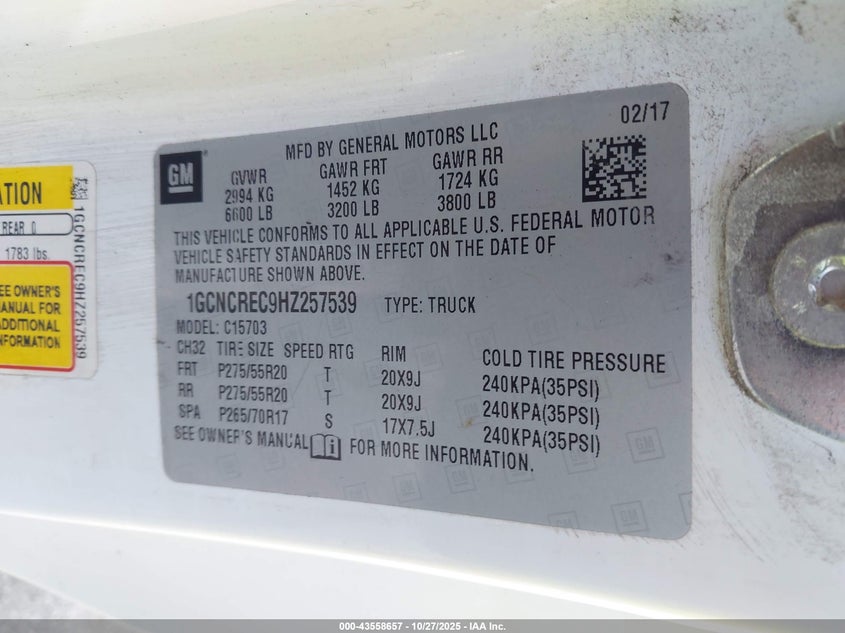 ATION
REAR 0
1783 lbs.
EE OWNER'S
MANUAL FOR
ADDITIONAL
INFORMATION
1GCNCREC9HZ257539
GM
MFD BY GENERAL MOTORS LLC
02/17
GVWR GAWR FRT GAWR RR
2994 KG 1452 KG 1724 KG
6600 LB 3200 LB 3800 LB
THIS VEHICLE CONFORMS TO ALL APPLICABLE U.S. FEDERAL MOTOR
VEHICLE SAFETY STANDARDS IN EFFECT ON THE DATE OF
MANUFACTURE SHOWN ABOVE.
1GCNCREC9HZ257539 TYPE: TRUCK
MODEL: C15703
CH32 TIRE SIZE SPEED RTG RIM COLD TIRE PRESSURE
FRT P275/55R20 T 20X9J 240KPA(35PSI)
RR P275/55R20 T 20X9J 240KPA(35PSI)
SPA P265/70R17 S 17X7.5J 240KPA(35PSI)
SEE OWNER'S MANUAL FOR MORE INFORMATION.
000-43558657 - 10/27/2025 - IAA Inc.